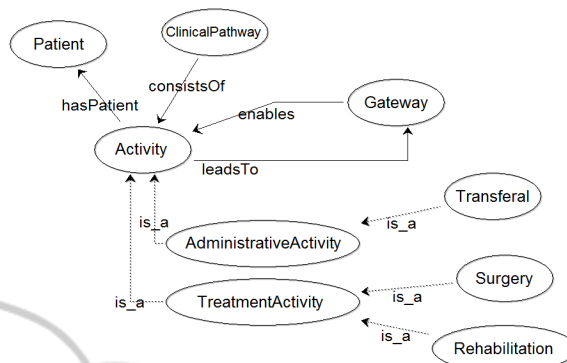 ClinicalPathway
Patient
consistsOf
hasPatient
enables
Gateway
Activity
leadsTo
Transferal
is_a
is_a
AdministrativeActivity
Surgery
is_a
TreatmentActivity
is_a
is_a
Rehabilitation